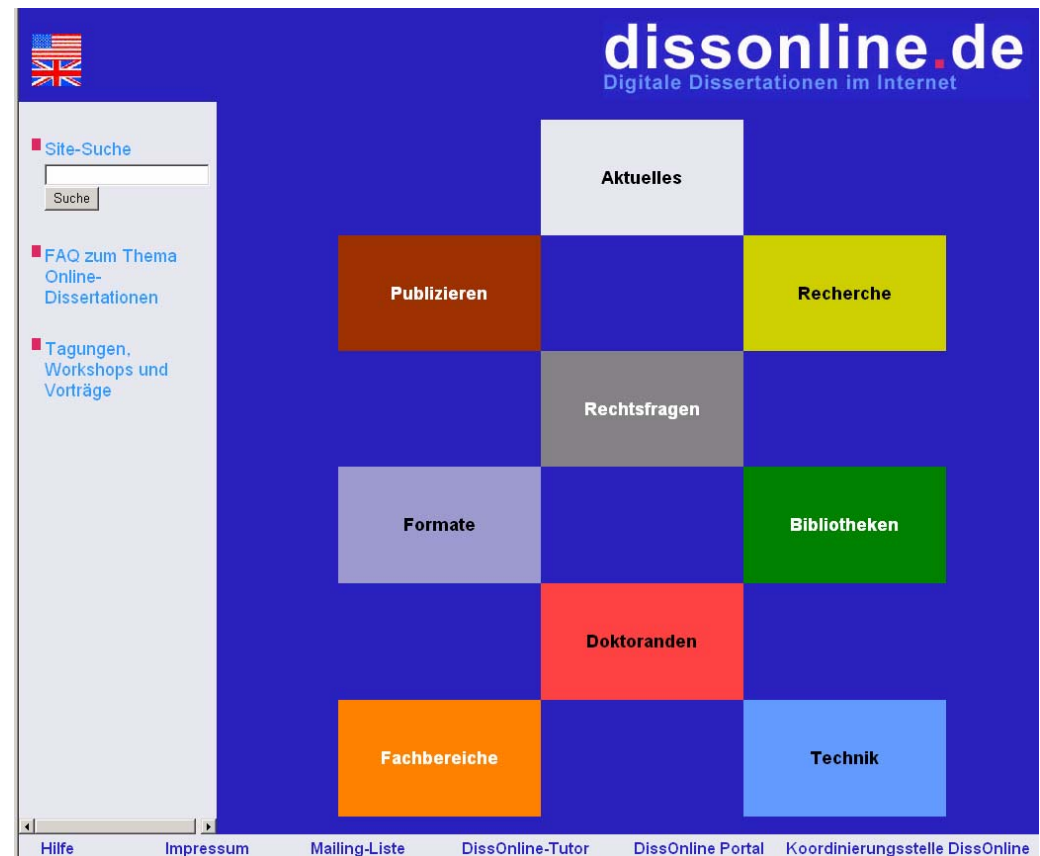 dissonline.de
Digitale Dissertationen im Internet
Site-Suche
Suche
FAQ zum Thema
Online-
Dissertationen
Tagungen,
Workshops und
Vorträge
Aktuelles
Publizieren
Recherche
Rechtsfragen
Formate
Bibliotheken
Doktoranden
Fachbereiche
Technik
Hilfe Impressum Mailing-Liste DissOnline-Tutor DissOnline Portal Koordinierungsstelle DissOnline